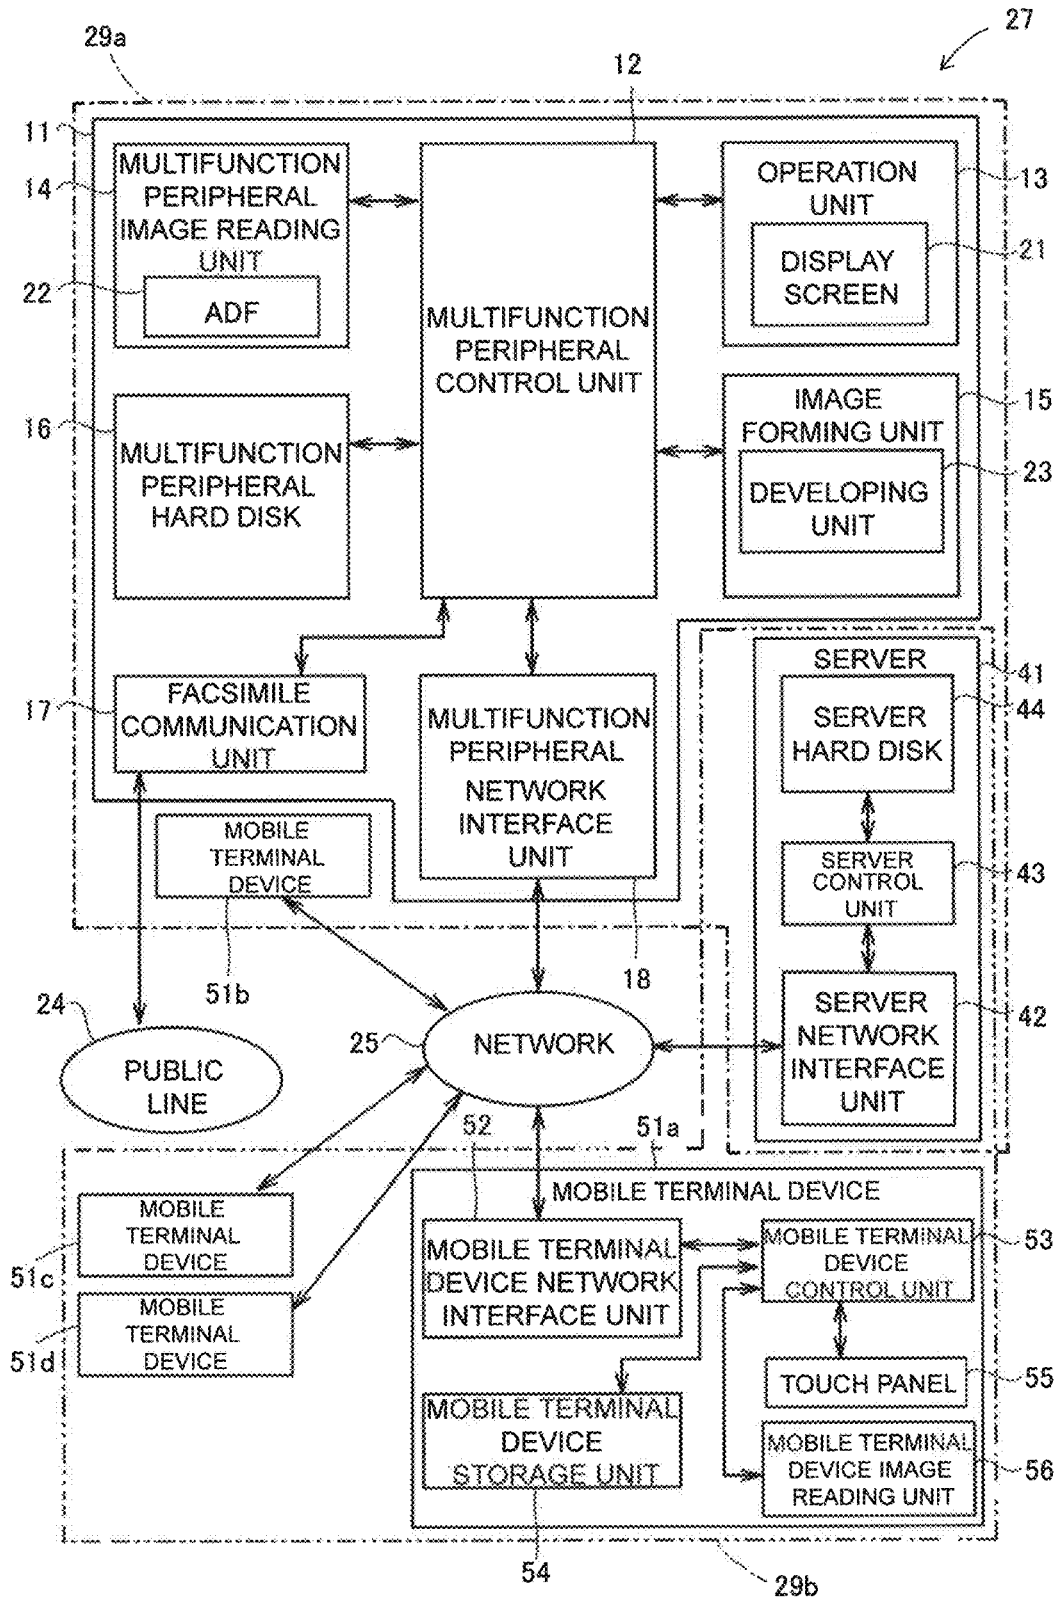 27
29a
12
11
MULTIFUNCTION
PERIPHERAL
IMAGE READING
UNIT
14
22
ADF
MULTIFUNCTION
PERIPHERAL
CONTROL UNIT
OPERATION
UNIT
13
DISPLAY
SCREEN
21
16
MULTIFUNCTION
PERIPHERAL
HARD DISK
IMAGE
FORMING UNIT
15
DEVELOPING
UNIT
23
17
FACSIMILE
COMMUNICATION
UNIT
MULTIFUNCTION
PERIPHERAL
NETWORK
INTERFACE
UNIT
18
SERVER
41
SERVER
HARD DISK
44
SERVER
CONTROL
UNIT
43
SERVER
NETWORK
INTERFACE
UNIT
42
MOBILE
TERMINAL
DEVICE
51b
24
PUBLIC
LINE
25
NETWORK
52
51a
MOBILE TERMINAL DEVICE
MOBILE
TERMINAL
DEVICE
51c
MOBILE
TERMINAL
DEVICE
51d
MOBILE TERMINAL
DEVICE NETWORK
INTERFACE UNIT
MOBILE TERMINAL
DEVICE
CONTROL UNIT
53
TOUCH PANEL
55
MOBILE TERMINAL
DEVICE
STORAGE UNIT
54
MOBILE TERMINAL
DEVICE IMAGE
READING UNIT
56
29b